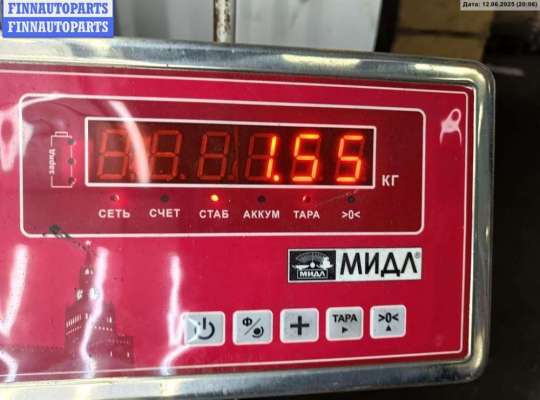 FINNAUTOPARTS
FINNAUTOPARTS
Дата: 12.06.2025 (20:06)
заряд
1.55
КГ
СЕТЬ СЧЕТ СТАБ АККУМ ТАРА >0<
МИДЛ МИДЛ®
Ф ТАРА >0<